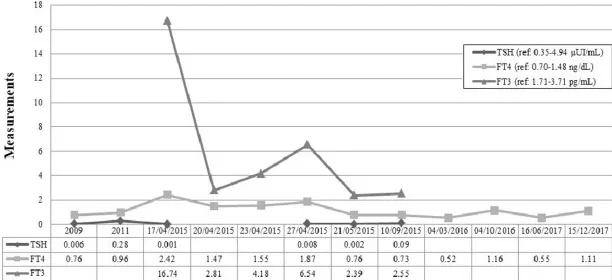 18
16
14
12
10
8
6
4
2
0
Measurements
TSH (ref: 0.35-4.94 µUI/mL)
FT4 (ref: 0.70-1.48 ng/dL)
FT3 (ref: 1.71-3.71 pg/mL)
2009 2011 17/04/2015 20/04/2015 23/04/2015 27/04/2015 21/05/2015 10/09/2015 04/03/2016 04/10/2016 16/06/2017 15/12/2017
TSH 0.006 0.28 0.001 0.008 0.002 0.09
FT4 0.76 0.96 2.42 1.47 1.55 1.87 0.76 0.73 0.52 1.16 0.55 1.11
FT3 16.74 2.81 4.18 6.54 2.39 2.55